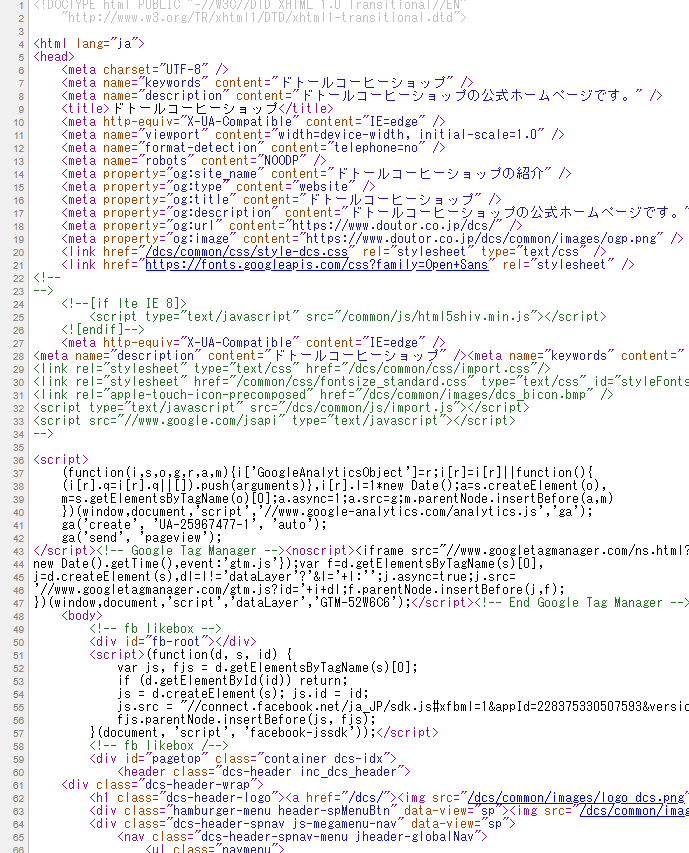 1 <!DOCTYPE html PUBLIC "-//W3C//DTD XHTML 1.0 Transitional//EN"
2 "http://www.w3.org/TR/xhtml1/DTD/xhtml1-transitional.dtd">
3
4 <html lang="ja">
5 <head>
6 <meta charset="UTF-8" />
7 <meta name="keywords" content="ドトールコーヒーショップ" />
8 <meta name="description" content="ドトールコーヒーショップの公式ホームページです。" />
9 <title>ドトールコーヒーショップ</title>
10 <meta http-equiv="X-UA-Compatible" content="IE=edge" />
11 <meta name="viewport" content="width=device-width, initial-scale=1.0" />
12 <meta name="format-detection" content="telephone=no" />
13 <meta name="robots" content="NOODP" />
14 <meta property="og:site_name" content="ドトールコーヒーショップの紹介" />
15 <meta property="og:type" content="website" />
16 <meta property="og:title" content="ドトールコーヒーショップ" />
17 <meta property="og:description" content="ドトールコーヒーショップの公式ホームページです。"
18 <meta property="og:url" content="https://www.doutor.co.jp/dcs/" />
19 <meta property="og:image" content="https://www.doutor.co.jp/dcs/common/images/ogp.png" />
20 <link href="/dcs/common/css/style-dcs.css" rel="stylesheet" type="text/css" />
21 <link href="https://fonts.googleapis.com/css?family=Open+Sans" rel="stylesheet" />
22 <!--
23 -->
24 <!--[if lte IE 8]>
25 <script type="text/javascript" src="/common/js/html5shiv.min.js"></script>
26 <![endif]-->
27 <meta http-equiv="X-UA-Compatible" content="IE=edge" />
28 <meta name="description" content="ドトールコーヒーショップ" /><meta name="keywords" content="
29 <link rel="stylesheet" type="text/css" href="/dcs/common/css/import.css"/>
30 <link rel="stylesheet" href="/common/css/fontsize_standard.css" type="text/css" id="styleFonts
31 <link rel="apple-touch-icon-precomposed" href="/dcs/common/images/dcs_bicon.bmp" />
32 <script type="text/javascript" src="/dcs/common/js/import.js"></script>
33 <script src="//www.google.com/jsapi" type="text/javascript"></script>
34 -->
35
36 <script>
37 (function(i,s,o,g,r,a,m){i['GoogleAnalyticsObject']=r;i[r]=i[r]||function(){
38 (i[r].q=i[r].q||[]).push(arguments)},i[r].l=1*new Date();a=s.createElement(o),
39 m=s.getElementsByTagName(o)[0];a.async=1;a.src=g;m.parentNode.insertBefore(a,m)
40 })(window,document,'script','//www.google-analytics.com/analytics.js','ga');
41 ga('create', 'UA-25967477-1', 'auto');
42 ga('send', 'pageview');
43 </script><!-- Google Tag Manager --><noscript><iframe src="//www.googletagmanager.com/ns.html?
44 new Date().getTime(),event:'gtm.js'});var f=d.getElementsByTagName(s)[0],
45 j=d.createElement(s),dl=l!='dataLayer'?'&l='+l:'';j.async=true;j.src=
46 '//www.googletagmanager.com/gtm.js?id='+i+dl;f.parentNode.insertBefore(j,f);
47 })(window,document,'script','dataLayer','GTM-52W6C6');</script><!-- End Google Tag Manager -->
48 <body>
49 <!-- fb likebox -->
50 <div id="fb-root"></div>
51 <script>(function(d, s, id) {
52 var js, fjs = d.getElementsByTagName(s)[0];
53 if (d.getElementById(id)) return;
54 js = d.createElement(s); js.id = id;
55 js.src = "//connect.facebook.net/ja_JP/sdk.js#xfbml=1&appId=228375330507593&versio
56 fjs.parentNode.insertBefore(js, fjs);
57 }(document, 'script', 'facebook-jssdk'));</script>
58 <!-- fb likebox /-->
59 <div id="pagetop" class="container dcs-idx">
60 <header class="dcs-header inc_dcs_header">
61 <div class="dcs-header-wrap">
62 <h1 class="dcs-header-logo"><a href="/dcs/"><img src="/dcs/common/images/logo_dcs.png"
63 <div class="hamburger-menu header-spMenuBtn" data-view="sp"><img src="/dcs/common/imag
64 <div class="dcs-header-spnav js-megamenu-nav" data-view="sp">
65 <nav class="dcs-header-spnav-menu jheader-globalNav">
66 <ul class="navmenu">